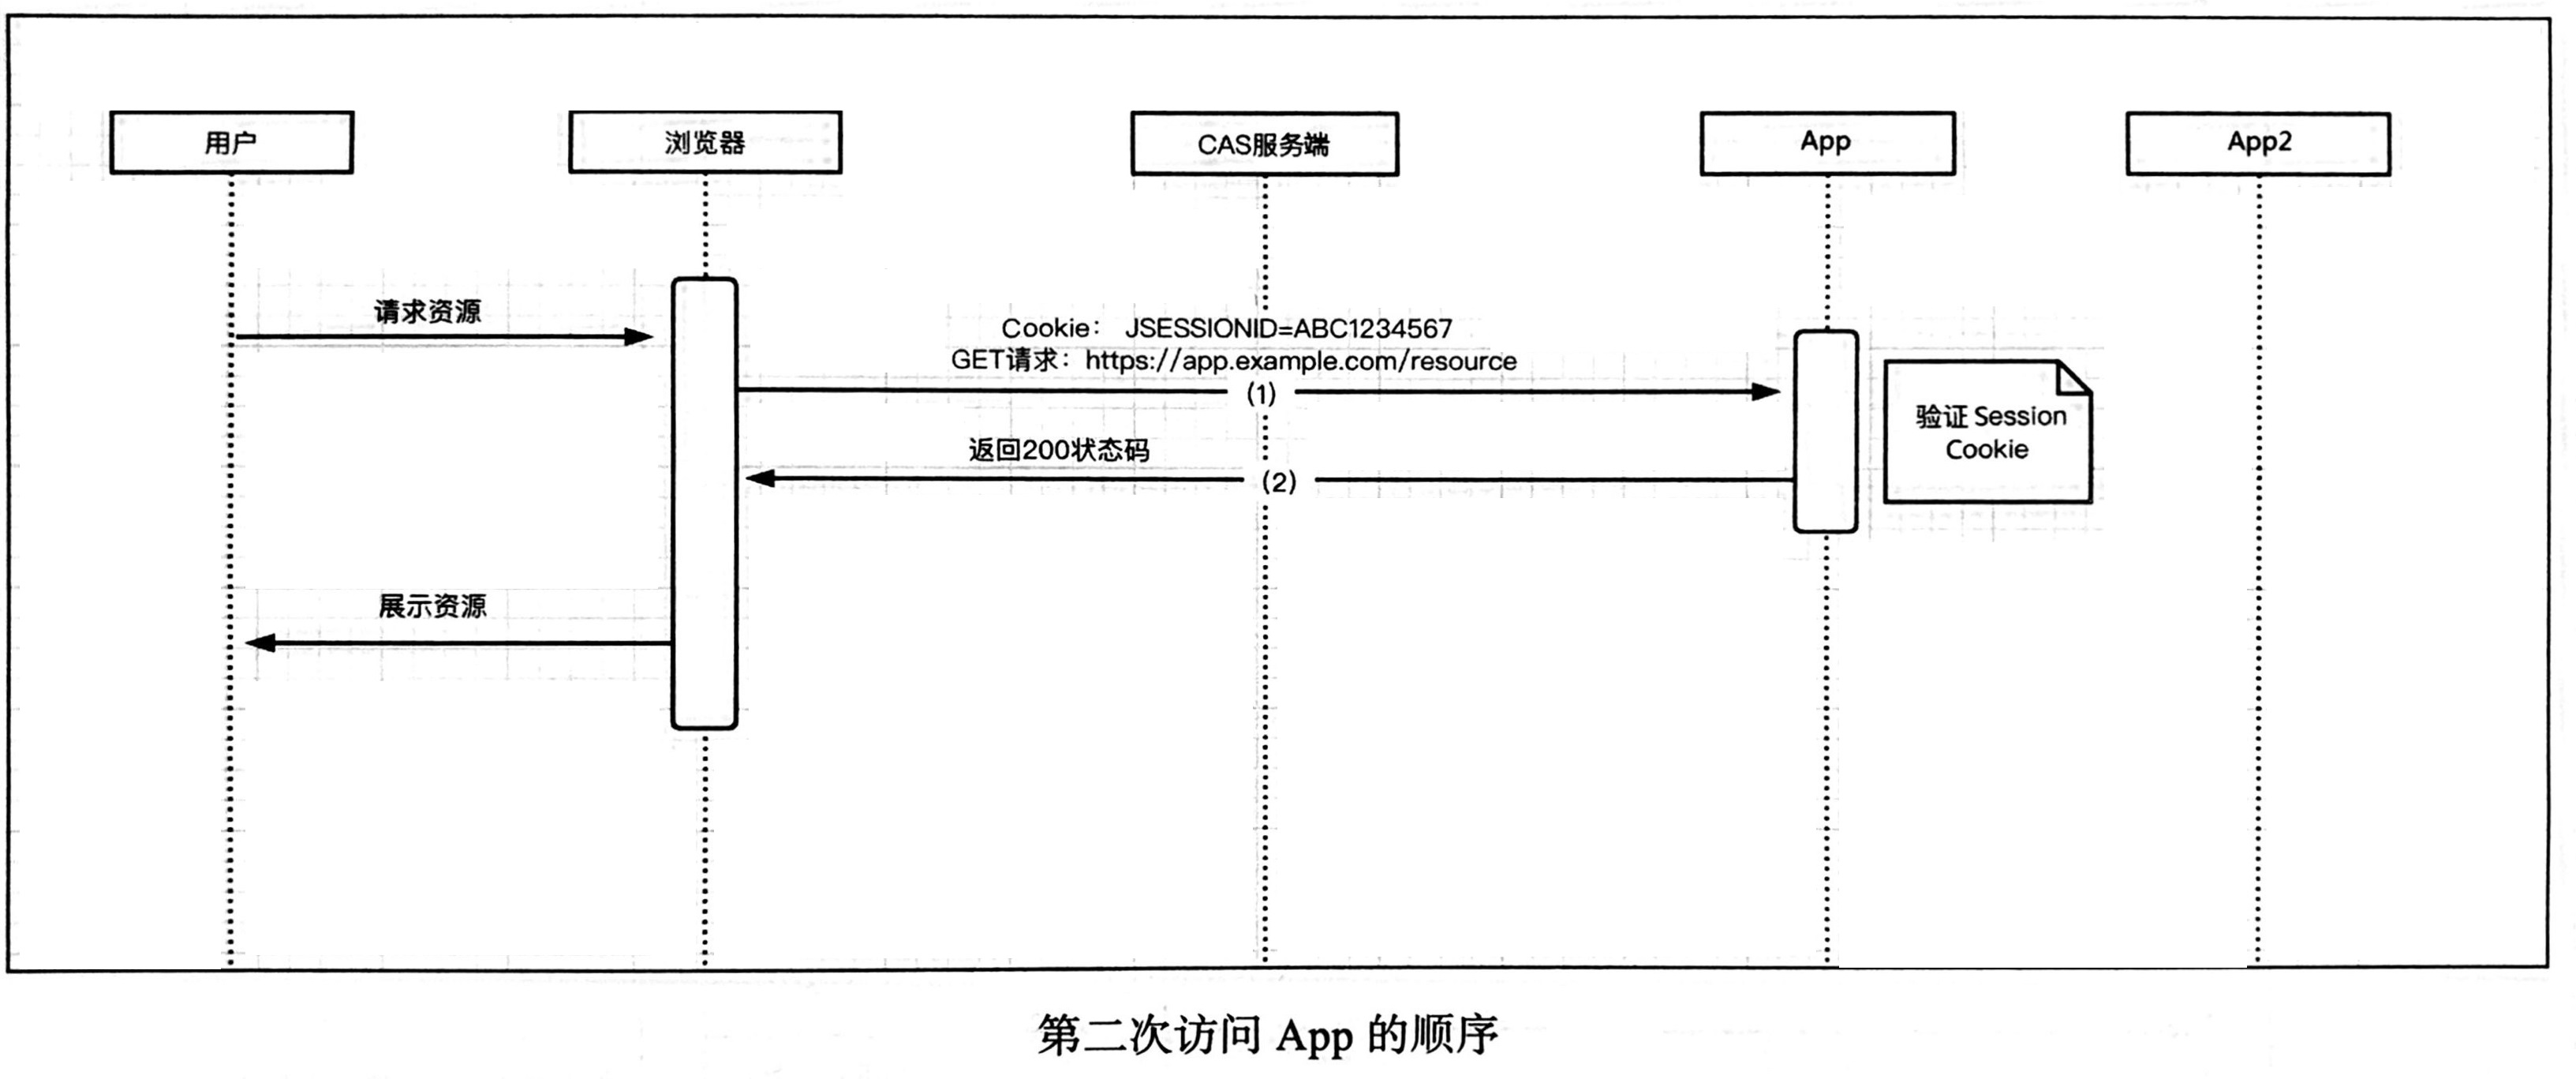 用户
浏览器
CAS服务端
App
App2
请求资源
Cookie： JSESSIONID=ABC1234567
GET请求：https://app.example.com/resource
(1)
验证 Session
Cookie
返回200状态码
(2)
展示资源
第二次访问 App 的顺序